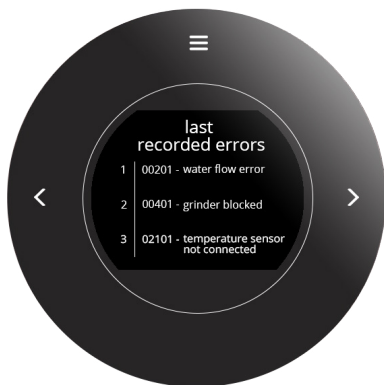 last
recorded errors
1 00201 - water flow error
2 00401 - grinder blocked
3 02101 - temperature sensor
not connected